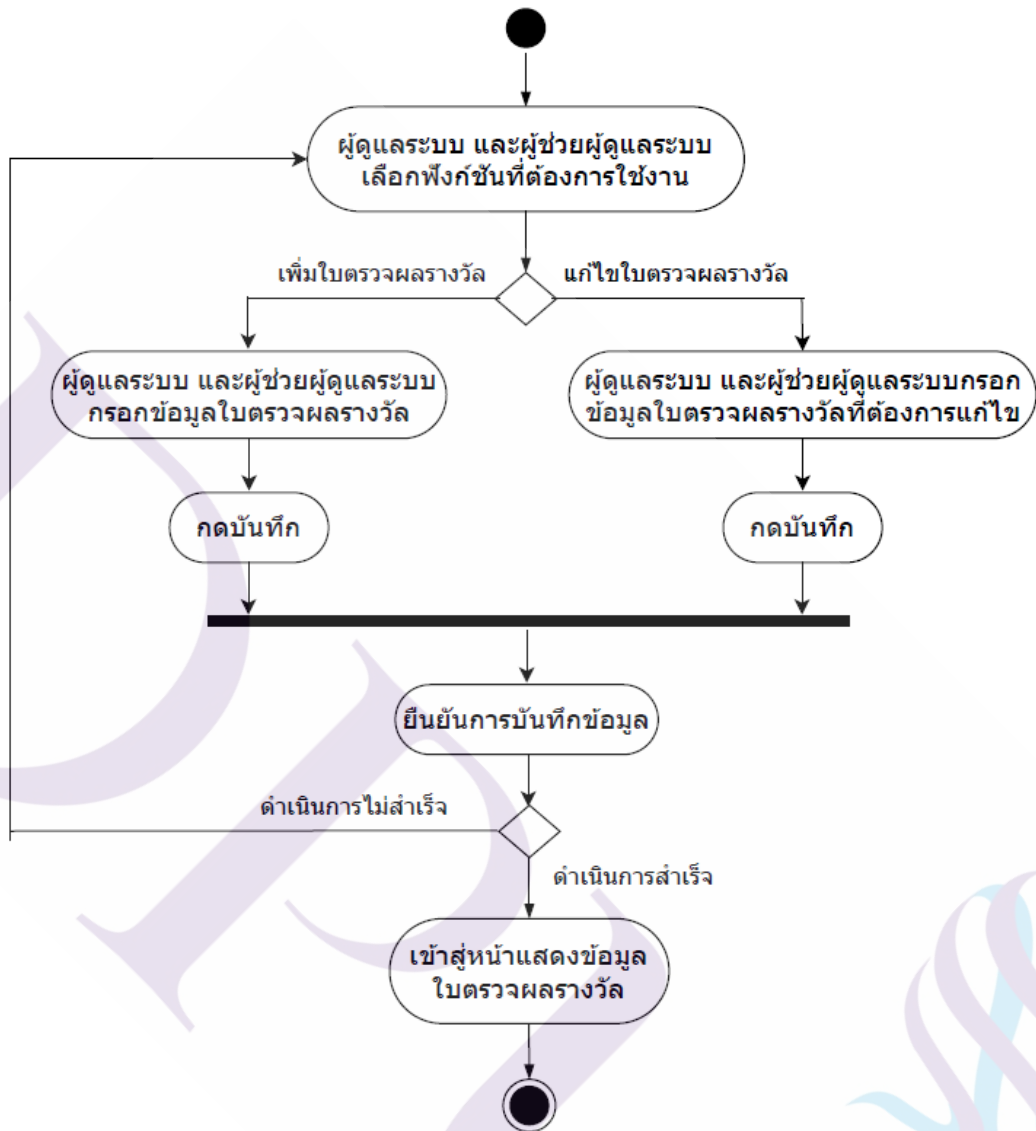 ผู้ดูแลระบบ และผู้ช่วยผู้ดูแลระบบ
เลือกฟังก์ชันที่ต้องการใช้งาน
เพิ่มใบตรวจผลรางวัล
แก้ไขใบตรวจผลรางวัล
ผู้ดูแลระบบ และผู้ช่วยผู้ดูแลระบบ
กรอกข้อมูลใบตรวจผลรางวัล
ผู้ดูแลระบบ และผู้ช่วยผู้ดูแลระบบกรอก
ข้อมูลใบตรวจผลรางวัลที่ต้องการแก้ไข
กดบันทึก
กดบันทึก
ยืนยันการบันทึกข้อมูล
ดำเนินการไม่สำเร็จ
ดำเนินการสำเร็จ
เข้าสู่หน้าแสดงข้อมูล
ใบตรวจผลรางวัล